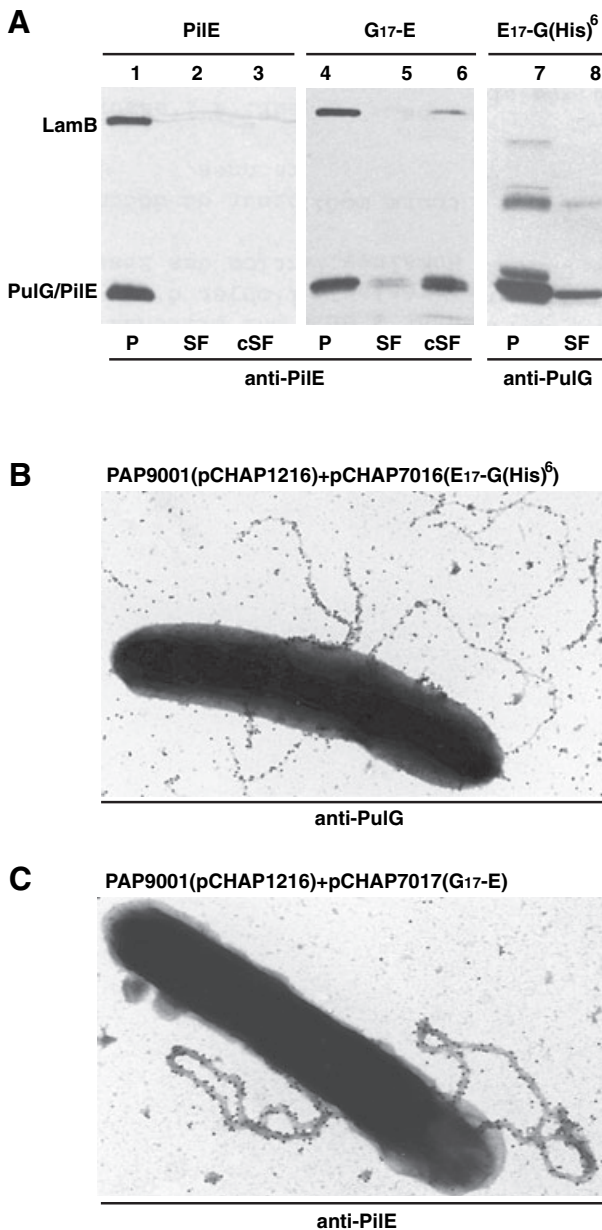 A
PilE G17-E E17-G(His)6
1 2 3 4 5 6 7 8
LamB
PulG/PilE
P SF cSF P SF cSF P SF
anti-PilE anti-PulG
B
PAP9001(pCHAP1216)+pCHAP7016(E17-G(His)6)
anti-PulG
C
PAP9001(pCHAP1216)+pCHAP7017(G17-E)
anti-PilE